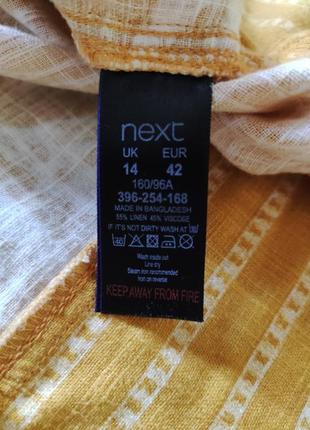 next
UK EUR
14 42
160/96A
396-254-168
MADE IN BANGLADESH
55% LINEN 45% VISCOSE
IF IT'S NOT DIRTY WASH AT 30°
40
Wash inside out
Line dry
Steam iron recommended
Iron on reverse
KEEP AWAY FROM FIRE